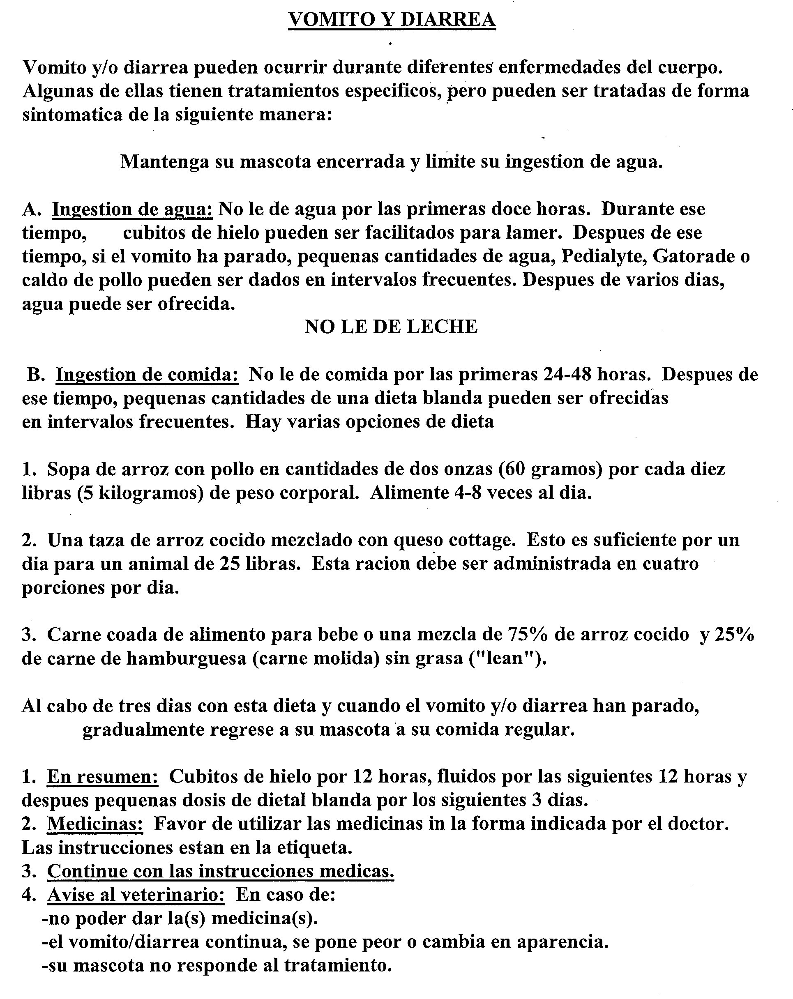 VOMITO Y DIARREA
Vomito y/o diarrea pueden ocurrir durante diferentes enfermedades del cuerpo.
Algunas de ellas tienen tratamientos especificos, pero pueden ser tratadas de forma
sintomatica de la siguiente manera:
Mantenga su mascota encerrada y limite su ingestion de agua.
A. Ingestion de agua: No le de agua por las primeras doce horas. Durante ese
tiempo, cubitos de hielo pueden ser facilitados para lamer. Despues de ese
tiempo, si el vomito ha parado, pequenas cantidades de agua, Pedialyte, Gatorade o
caldo de pollo pueden ser dados en intervalos frecuentes. Despues de varios dias,
agua puede ser ofrecida.
NO LE DE LECHE
B. Ingestion de comida: No le de comida por las primeras 24-48 horas. Despues de
ese tiempo, pequenas cantidades de una dieta blanda pueden ser ofrecidas
en intervalos frecuentes. Hay varias opciones de dieta
1. Sopa de arroz con pollo en cantidades de dos onzas (60 gramos) por cada diez
libras (5 kilogramos) de peso corporal. Alimente 4-8 veces al dia.
2. Una taza de arroz cocido mezclado con queso cottage. Esto es suficiente por un
dia para un animal de 25 libras. Esta racion debe ser administrada en cuatro
porciones por dia.
3. Carne coada de alimento para bebe o una mezcla de 75% de arroz cocido y 25%
de carne de hamburguesa (carne molida) sin grasa ("lean").
Al cabo de tres dias con esta dieta y cuando el vomito y/o diarrea han parado,
gradualmente regrese a su mascota a su comida regular.
1. En resumen: Cubitos de hielo por 12 horas, fluidos por las siguientes 12 horas y
despues pequenas dosis de dietal blanda por los siguientes 3 dias.
2. Medicinas: Favor de utilizar las medicinas in la forma indicada por el doctor.
Las instrucciones estan en la etiqueta.
3. Continue con las instrucciones medicas.
4. Avise al veterinario: En caso de:
-no poder dar la(s) medicina(s).
-el vomito/diarrea continua, se pone peor o cambia en aparencia.
-su mascota no responde al tratamiento.